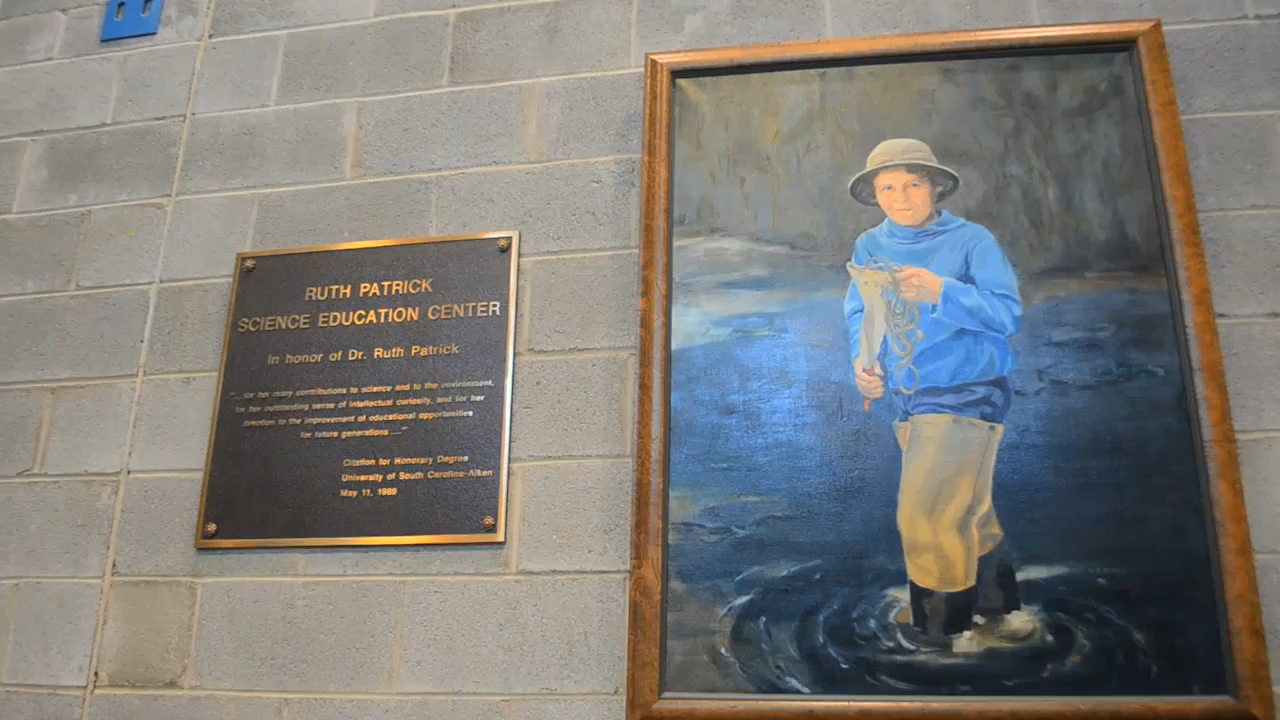 RUTH PATRICK
SCIENCE EDUCATION CENTER
In honor of Dr. Ruth Patrick
"... for her many contributions to science and to the environment,
for her outstanding sense of intellectual curiosity, and for her
direction to the improvement of educational opportunities
for future generations ...."
Citation for Honorary Degree
University of South Carolina-Aiken
May 11, 1989